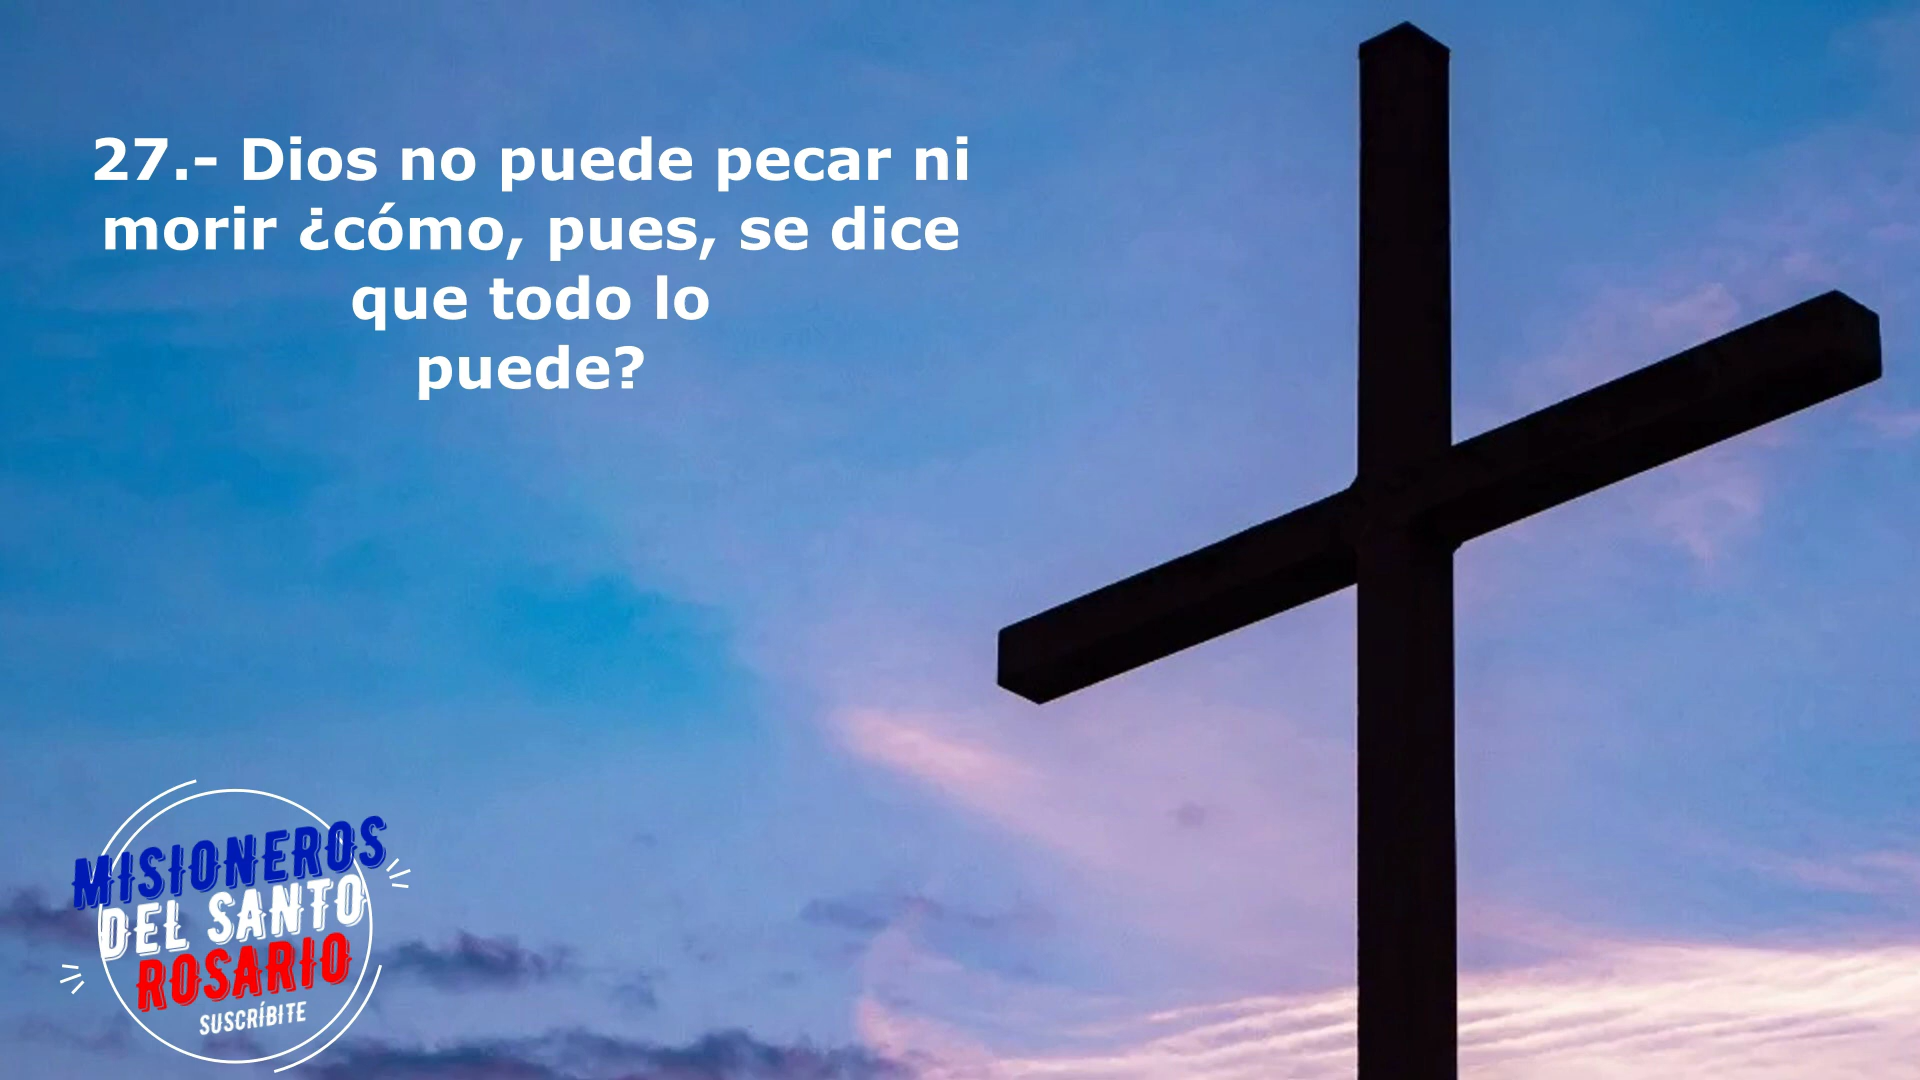 27.- Dios no puede pecar ni
morir ¿cómo, pues, se dice
que todo lo
puede?
MISIONEROS
DEL SANTO
ROSARIO
SUSCRÍBITE